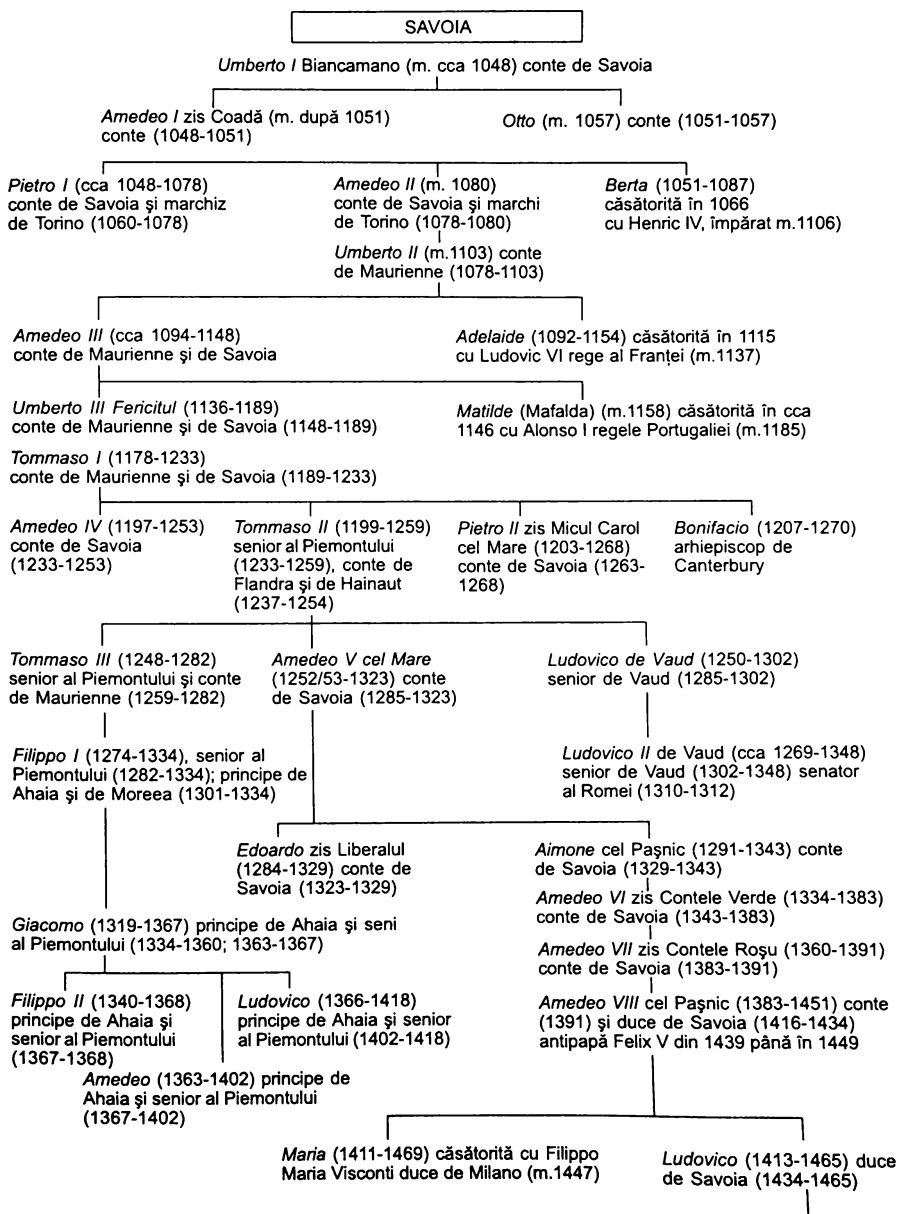 SAVOIA
Umberto I Biancamano (m. cca 1048) conte de Savoia
Amedeo I zis Coadă (m. după 1051)
conte (1048-1051)
Otto (m. 1057) conte (1051-1057)
Pietro I (cca 1048-1078)
conte de Savoia şi marchiz
de Torino (1060-1078)
Amedeo II (m. 1080)
conte de Savoia şi marchi
de Torino (1078-1080)
Berta (1051-1087)
căsătorită în 1066
cu Henric IV, împărat m.1106)
Umberto II (m.1103) conte
de Maurienne (1078-1103)
Amedeo III (cca 1094-1148)
conte de Maurienne şi de Savoia
Adelaide (1092-1154) căsătorită în 1115
cu Ludovic VI rege al Franţei (m.1137)
Umberto III Fericitul (1136-1189)
conte de Maurienne şi de Savoia (1148-1189)
Matilde (Mafalda) (m.1158) căsătorită în cca
1146 cu Alonso I regele Portugaliei (m.1185)
Tommaso I (1178-1233)
conte de Maurienne şi de Savoia (1189-1233)
Amedeo IV (1197-1253)
conte de Savoia
(1233-1253)
Tommaso II (1199-1259)
senior al Piemontului
(1233-1259), conte de
Flandra şi de Hainaut
(1237-1254)
Pietro II zis Micul Carol
cel Mare (1203-1268)
conte de Savoia (1263-
1268)
Bonifacio (1207-1270)
arhiepiscop de
Canterbury
Tommaso III (1248-1282)
senior al Piemontului şi conte
de Maurienne (1259-1282)
Amedeo V cel Mare
(1252/53-1323) conte
de Savoia (1285-1323)
Ludovico de Vaud (1250-1302)
senior de Vaud (1285-1302)
Filippo I (1274-1334), senior al
Piemontului (1282-1334); principe de
Ahaia şi de Moreea (1301-1334)
Ludovico II de Vaud (cca 1269-1348)
senior de Vaud (1302-1348) senator
al Romei (1310-1312)
Edoardo zis Liberalul
(1284-1329) conte de
Savoia (1323-1329)
Aimone cel Paşnic (1291-1343) conte
de Savoia (1329-1343)
Amedeo VI zis Contele Verde (1334-1383)
conte de Savoia (1343-1383)
Giacomo (1319-1367) principe de Ahaia şi seni
al Piemontului (1334-1360; 1363-1367)
Amedeo VII zis Contele Roşu (1360-1391)
conte de Savoia (1383-1391)
Filippo II (1340-1368)
principe de Ahaia şi
senior al Piemontului
(1367-1368)
Ludovico (1366-1418)
principe de Ahaia şi senior
al Piemontului (1402-1418)
Amedeo VIII cel Paşnic (1383-1451) conte
(1391) şi duce de Savoia (1416-1434)
antipapă Felix V din 1439 până în 1449
Amedeo (1363-1402) principe de
Ahaia şi senior al Piemontului
(1367-1402)
Maria (1411-1469) căsătorită cu Filippo
Maria Visconti duce de Milano (m.1447)
Ludovico (1413-1465) duce
de Savoia (1434-1465)